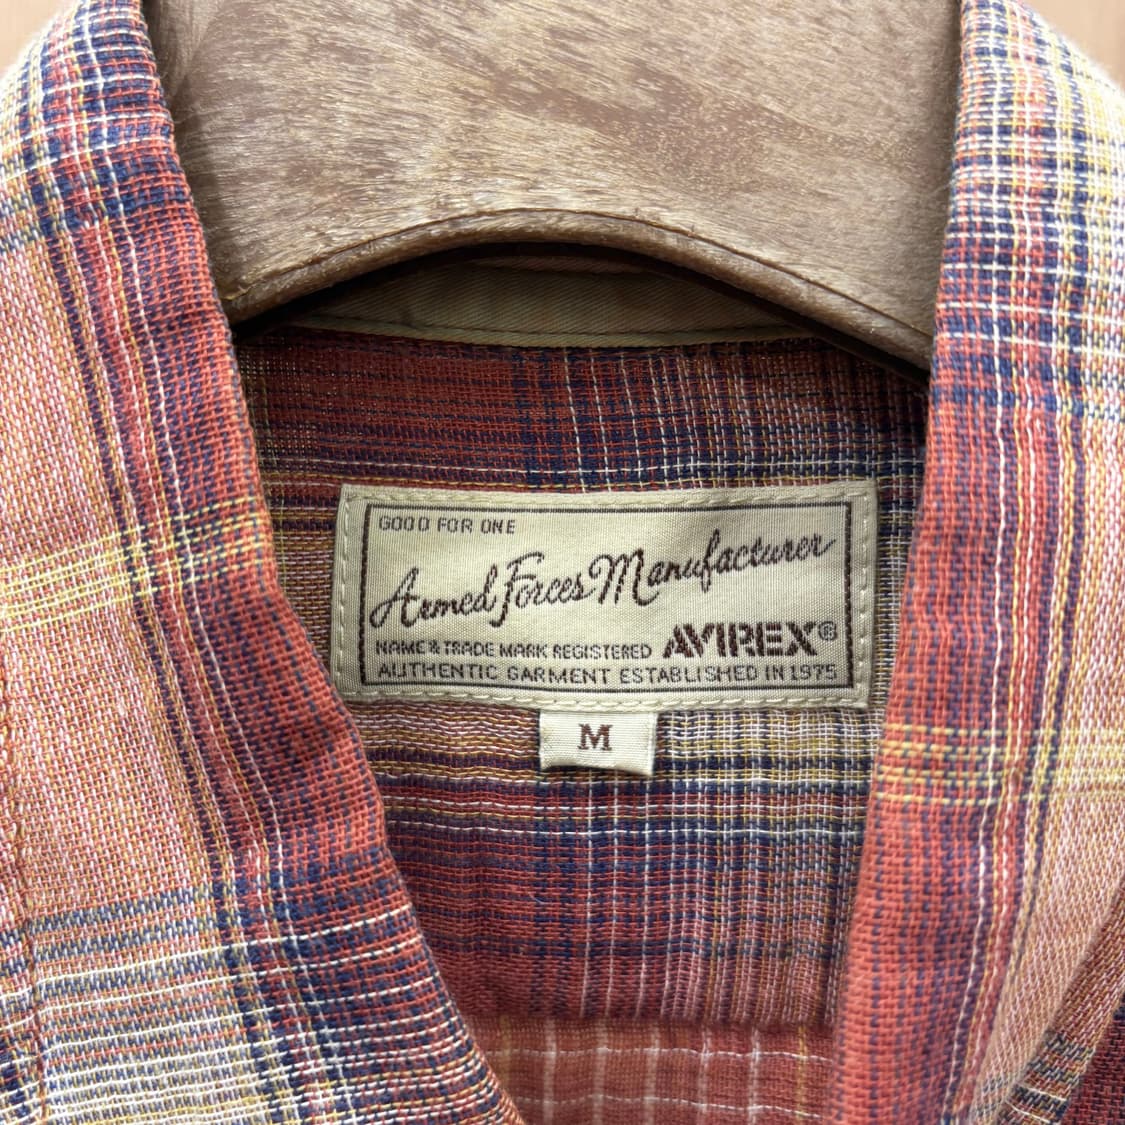 GOOD FOR ONE
Armed Forces Manufacturer
NAME & TRADE MARK REGISTERED AVIREX®
AUTHENTIC GARMENT ESTABLISHED IN 1975
M